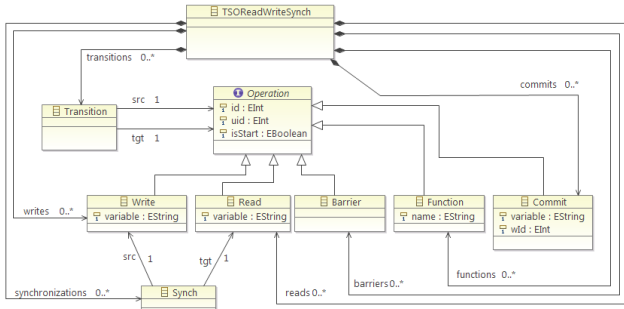 TSOReadWriteSynch
transitions 0..*
commits 0..*
src 1
Transition
Operation
id : EInt
uid : EInt
isStart : EBoolean
tgt 1
Write
variable : EString
Read
variable : EString
Barrier
Function
name : EString
Commit
variable : EString
wId : EInt
writes 0..*
src 1
tgt 1
synchronizations 0..*
Synch
reads 0..*
barriers 0..*
functions 0..*